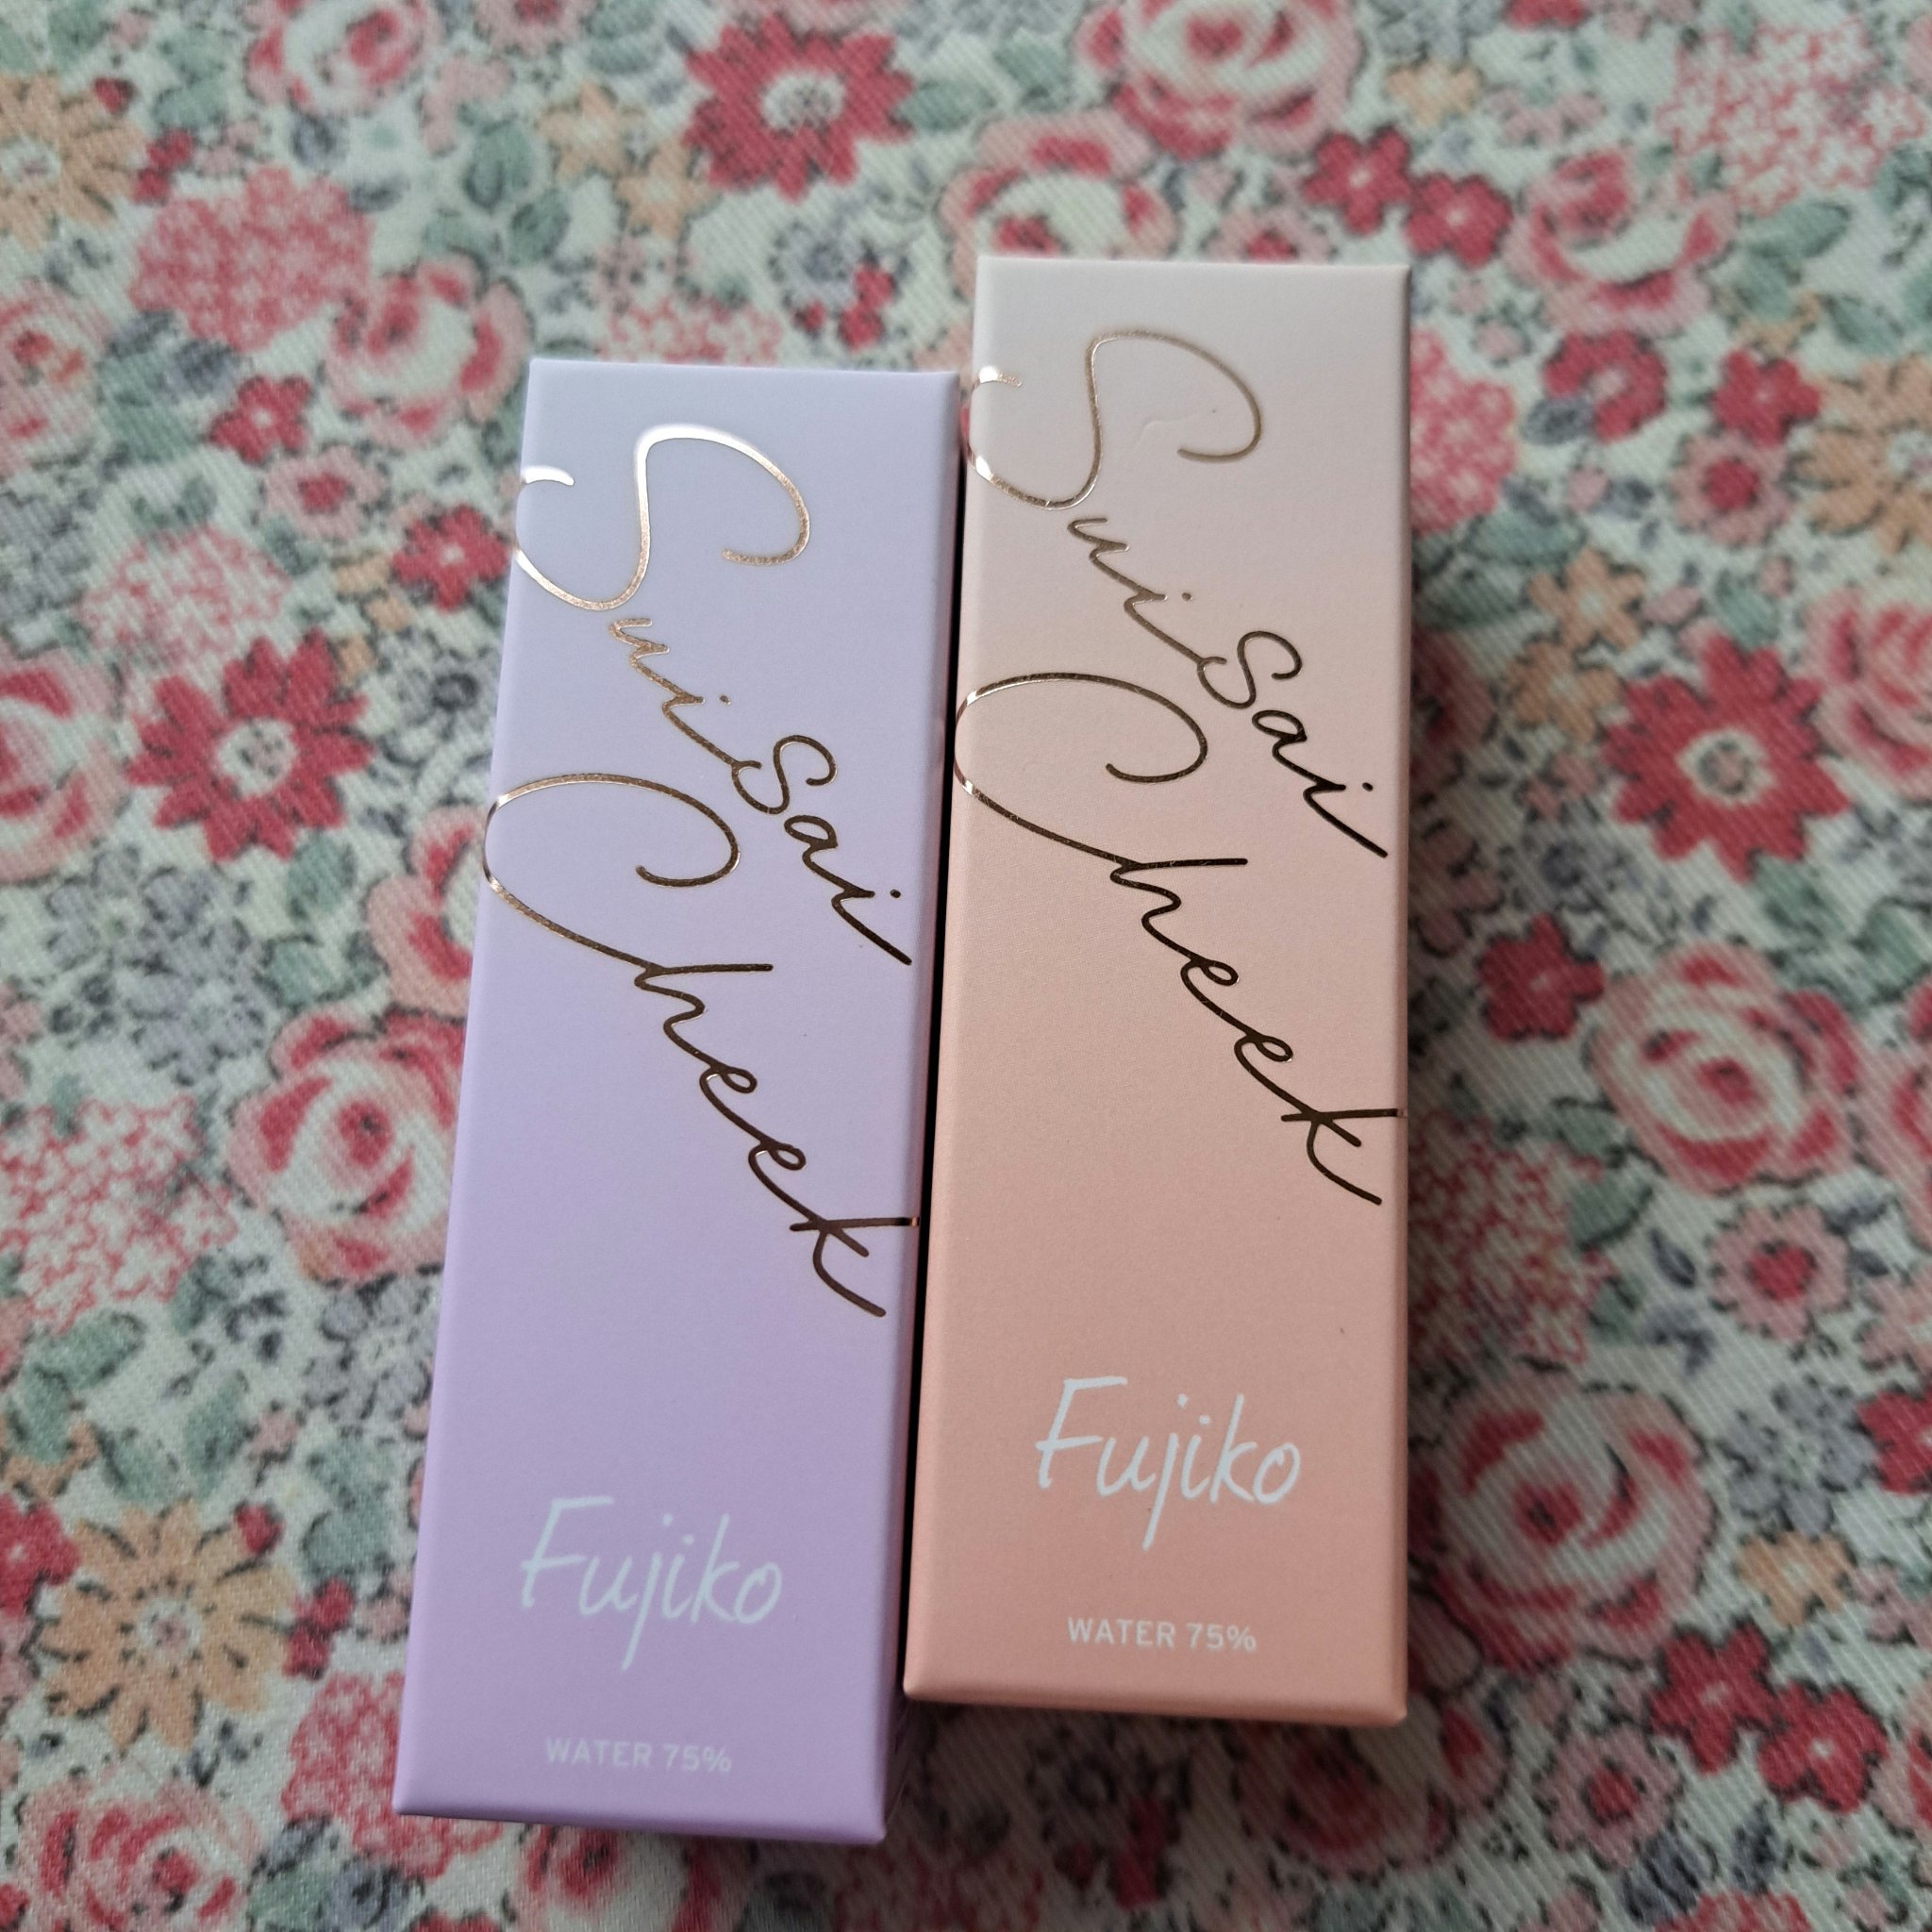 SuiSai
Cheek
Fujiko
WATER 75%
SuiSai
Cheek
Fujiko
WATER 75%